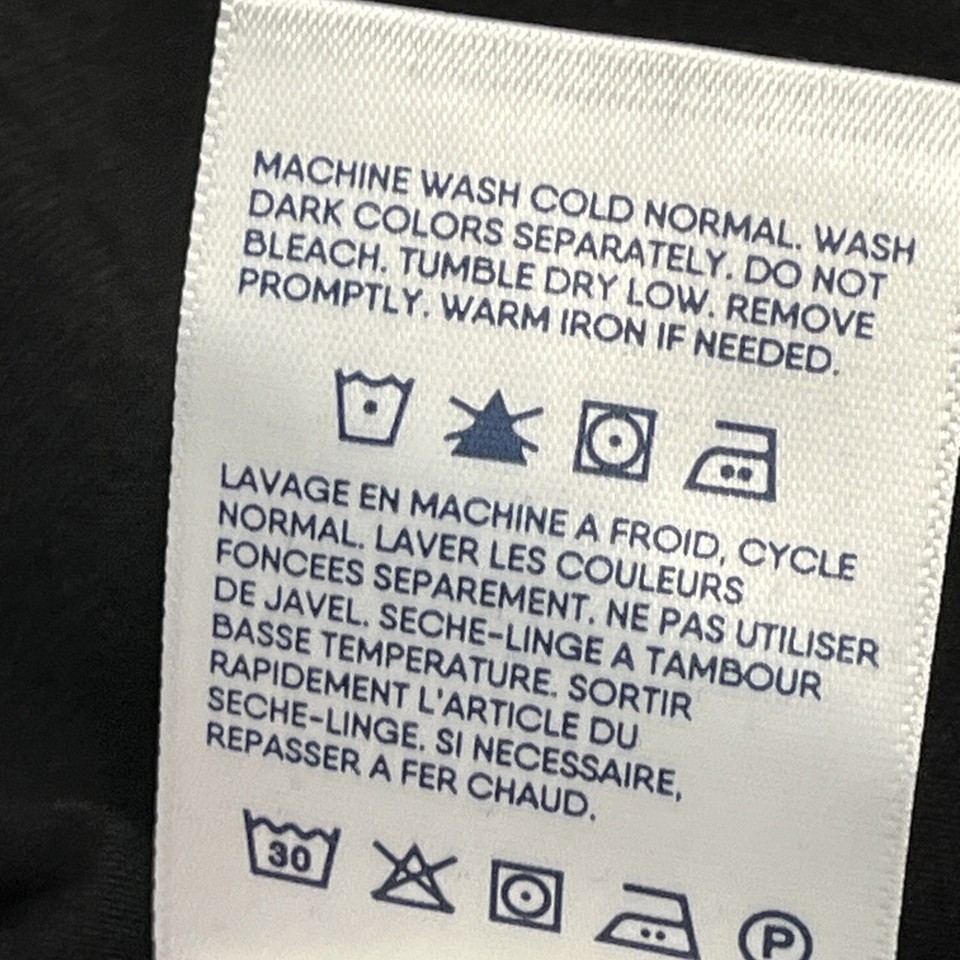 MACHINE WASH COLD NORMAL. WASH
DARK COLORS SEPARATELY. DO NOT
BLEACH. TUMBLE DRY LOW. REMOVE
PROMPTLY. WARM IRON IF NEEDED.
LAVAGE EN MACHINE A FROID, CYCLE
NORMAL. LAVER LES COULEURS
FONCEES SEPAREMENT. NE PAS UTILISER
DE JAVEL. SECHE-LINGE A TAMBOUR
BASSE TEMPERATURE. SORTIR
RAPIDEMENT L'ARTICLE DU
SECHE-LINGE. SI NECESSAIRE,
REPASSER A FER CHAUD.
30 P